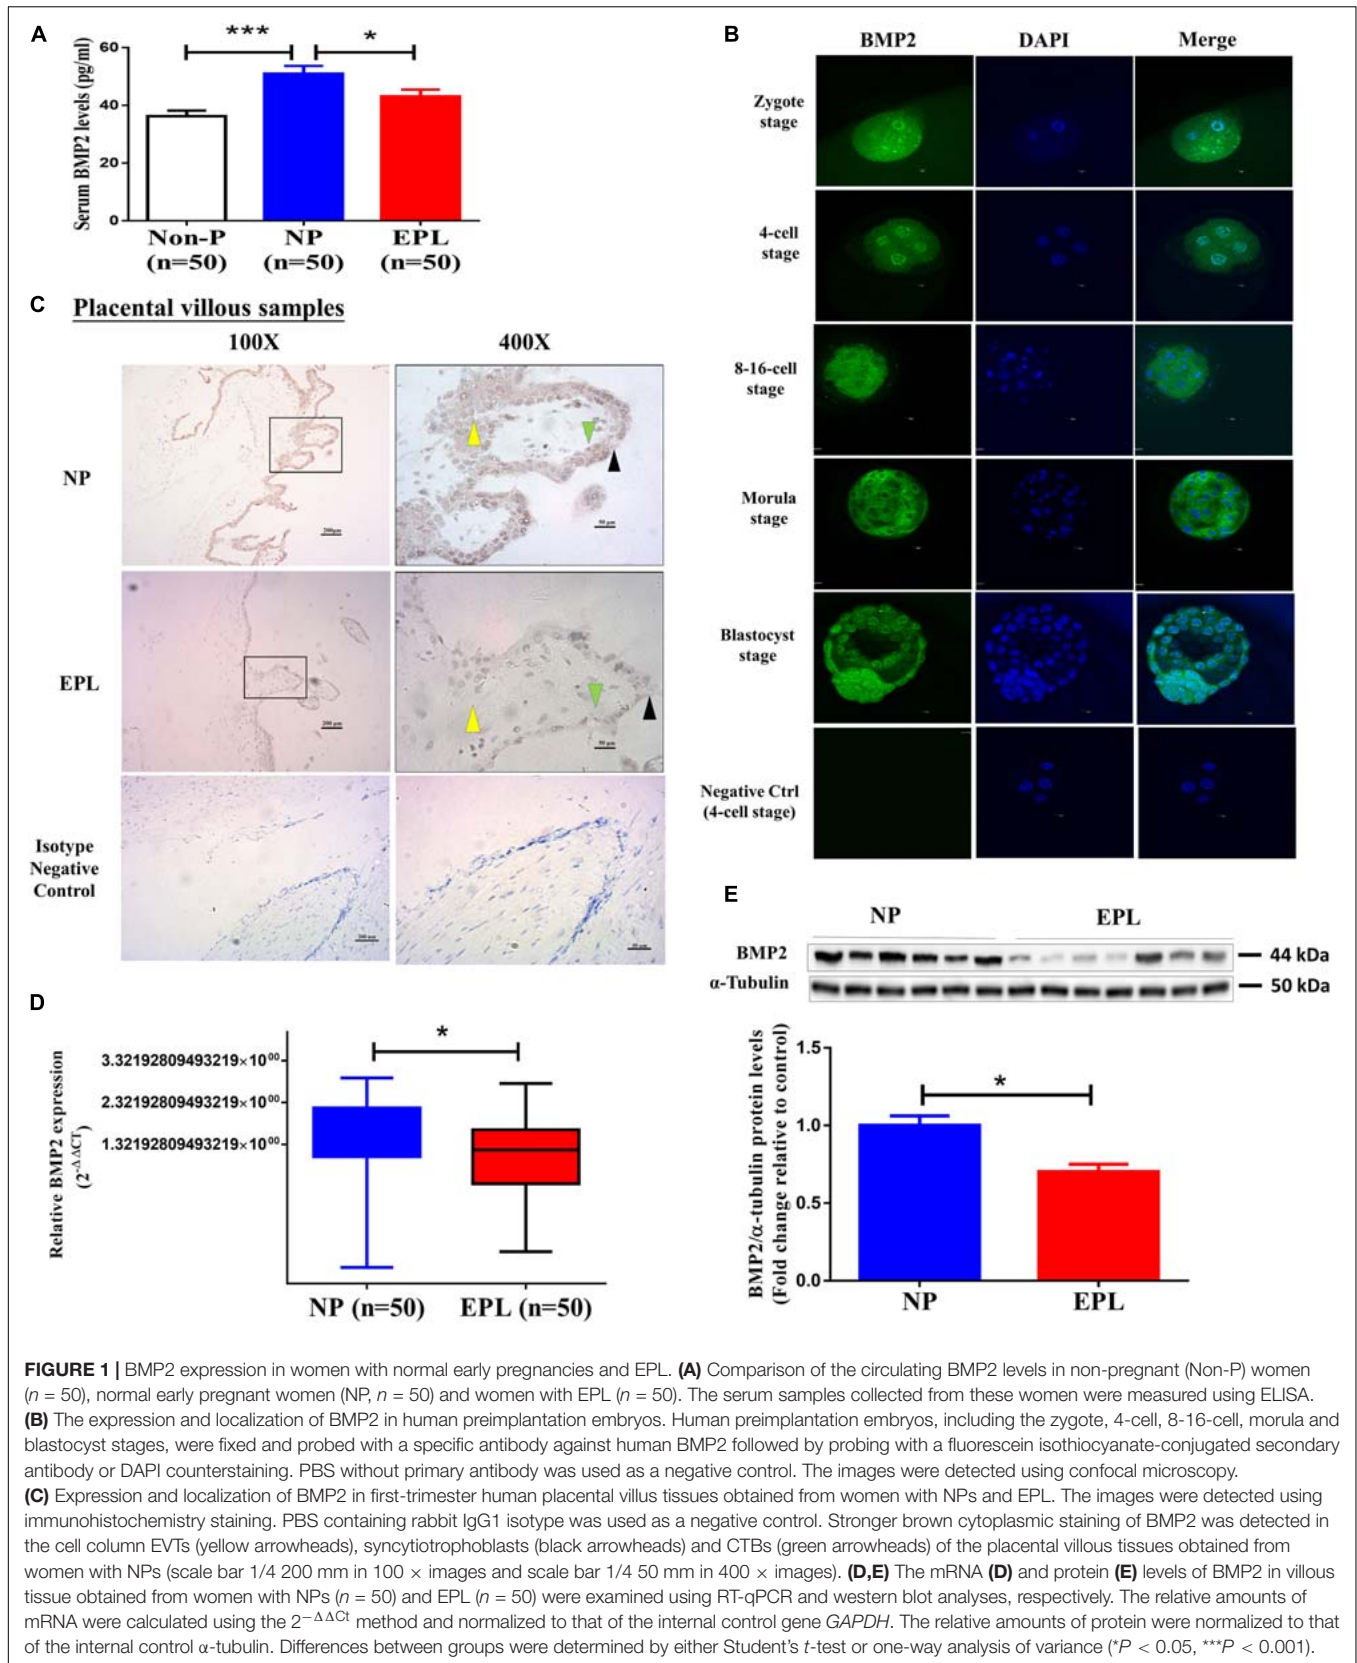 A
***
*
Serum BMP2 levels (pg/ml)
60
40
20
0
Non-P
(n=50)
NP
(n=50)
EPL
(n=50)
B
BMP2
DAPI
Merge
Zygote
stage
4-cell
stage
8-16-cell
stage
Morula
stage
Blastocyst
stage
Negative Ctrl
(4-cell stage)
C
Placental villous samples
100X
400X
NP
200μm
50 μm
EPL
200 μm
50 μm
Isotype
Negative
Control
200 μm
50 μm
D
*
Relative BMP2 expression
(2-ΔΔCT)
3.32192809493219×10⁰⁰
2.32192809493219×10⁰⁰
1.32192809493219×10⁰⁰
NP (n=50)
EPL (n=50)
E
NP
EPL
BMP2
44 kDa
α-Tubulin
50 kDa
BMP2/α-tubulin protein levels
(Fold change relative to control)
1.5
1.0
0.5
0.0
*
NP
EPL
FIGURE 1 | BMP2 expression in women with normal early pregnancies and EPL. (A) Comparison of the circulating BMP2 levels in non-pregnant (Non-P) women
(n = 50), normal early pregnant women (NP, n = 50) and women with EPL (n = 50). The serum samples collected from these women were measured using ELISA.
(B) The expression and localization of BMP2 in human preimplantation embryos. Human preimplantation embryos, including the zygote, 4-cell, 8-16-cell, morula and
blastocyst stages, were fixed and probed with a specific antibody against human BMP2 followed by probing with a fluorescein isothiocyanate-conjugated secondary
antibody or DAPI counterstaining. PBS without primary antibody was used as a negative control. The images were detected using confocal microscopy.
(C) Expression and localization of BMP2 in first-trimester human placental villus tissues obtained from women with NPs and EPL. The images were detected using
immunohistochemistry staining. PBS containing rabbit IgG1 isotype was used as a negative control. Stronger brown cytoplasmic staining of BMP2 was detected in
the cell column EVTs (yellow arrowheads), syncytiotrophoblasts (black arrowheads) and CTBs (green arrowheads) of the placental villous tissues obtained from
women with NPs (scale bar 1/4 200 mm in 100 × images and scale bar 1/4 50 mm in 400 × images). (D,E) The mRNA (D) and protein (E) levels of BMP2 in villous
tissue obtained from women with NPs (n = 50) and EPL (n = 50) were examined using RT-qPCR and western blot analyses, respectively. The relative amounts of
mRNA were calculated using the 2−ΔΔCt method and normalized to that of the internal control gene GAPDH. The relative amounts of protein were normalized to that
of the internal control α-tubulin. Differences between groups were determined by either Student's t-test or one-way analysis of variance (*P < 0.05, ***P < 0.001).